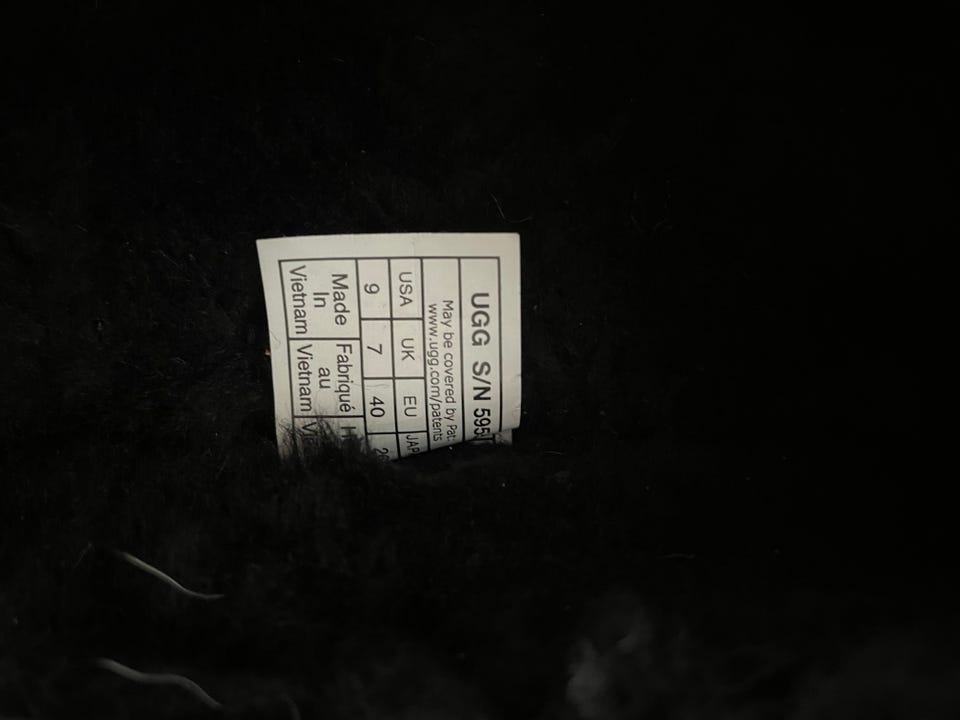 UGG S/N 595
May be covered by Pat:
www.ugg.com/patents
USA UK EU JAP
9 7 40
Made Fabriqué
In au
Vietnam Vietnam